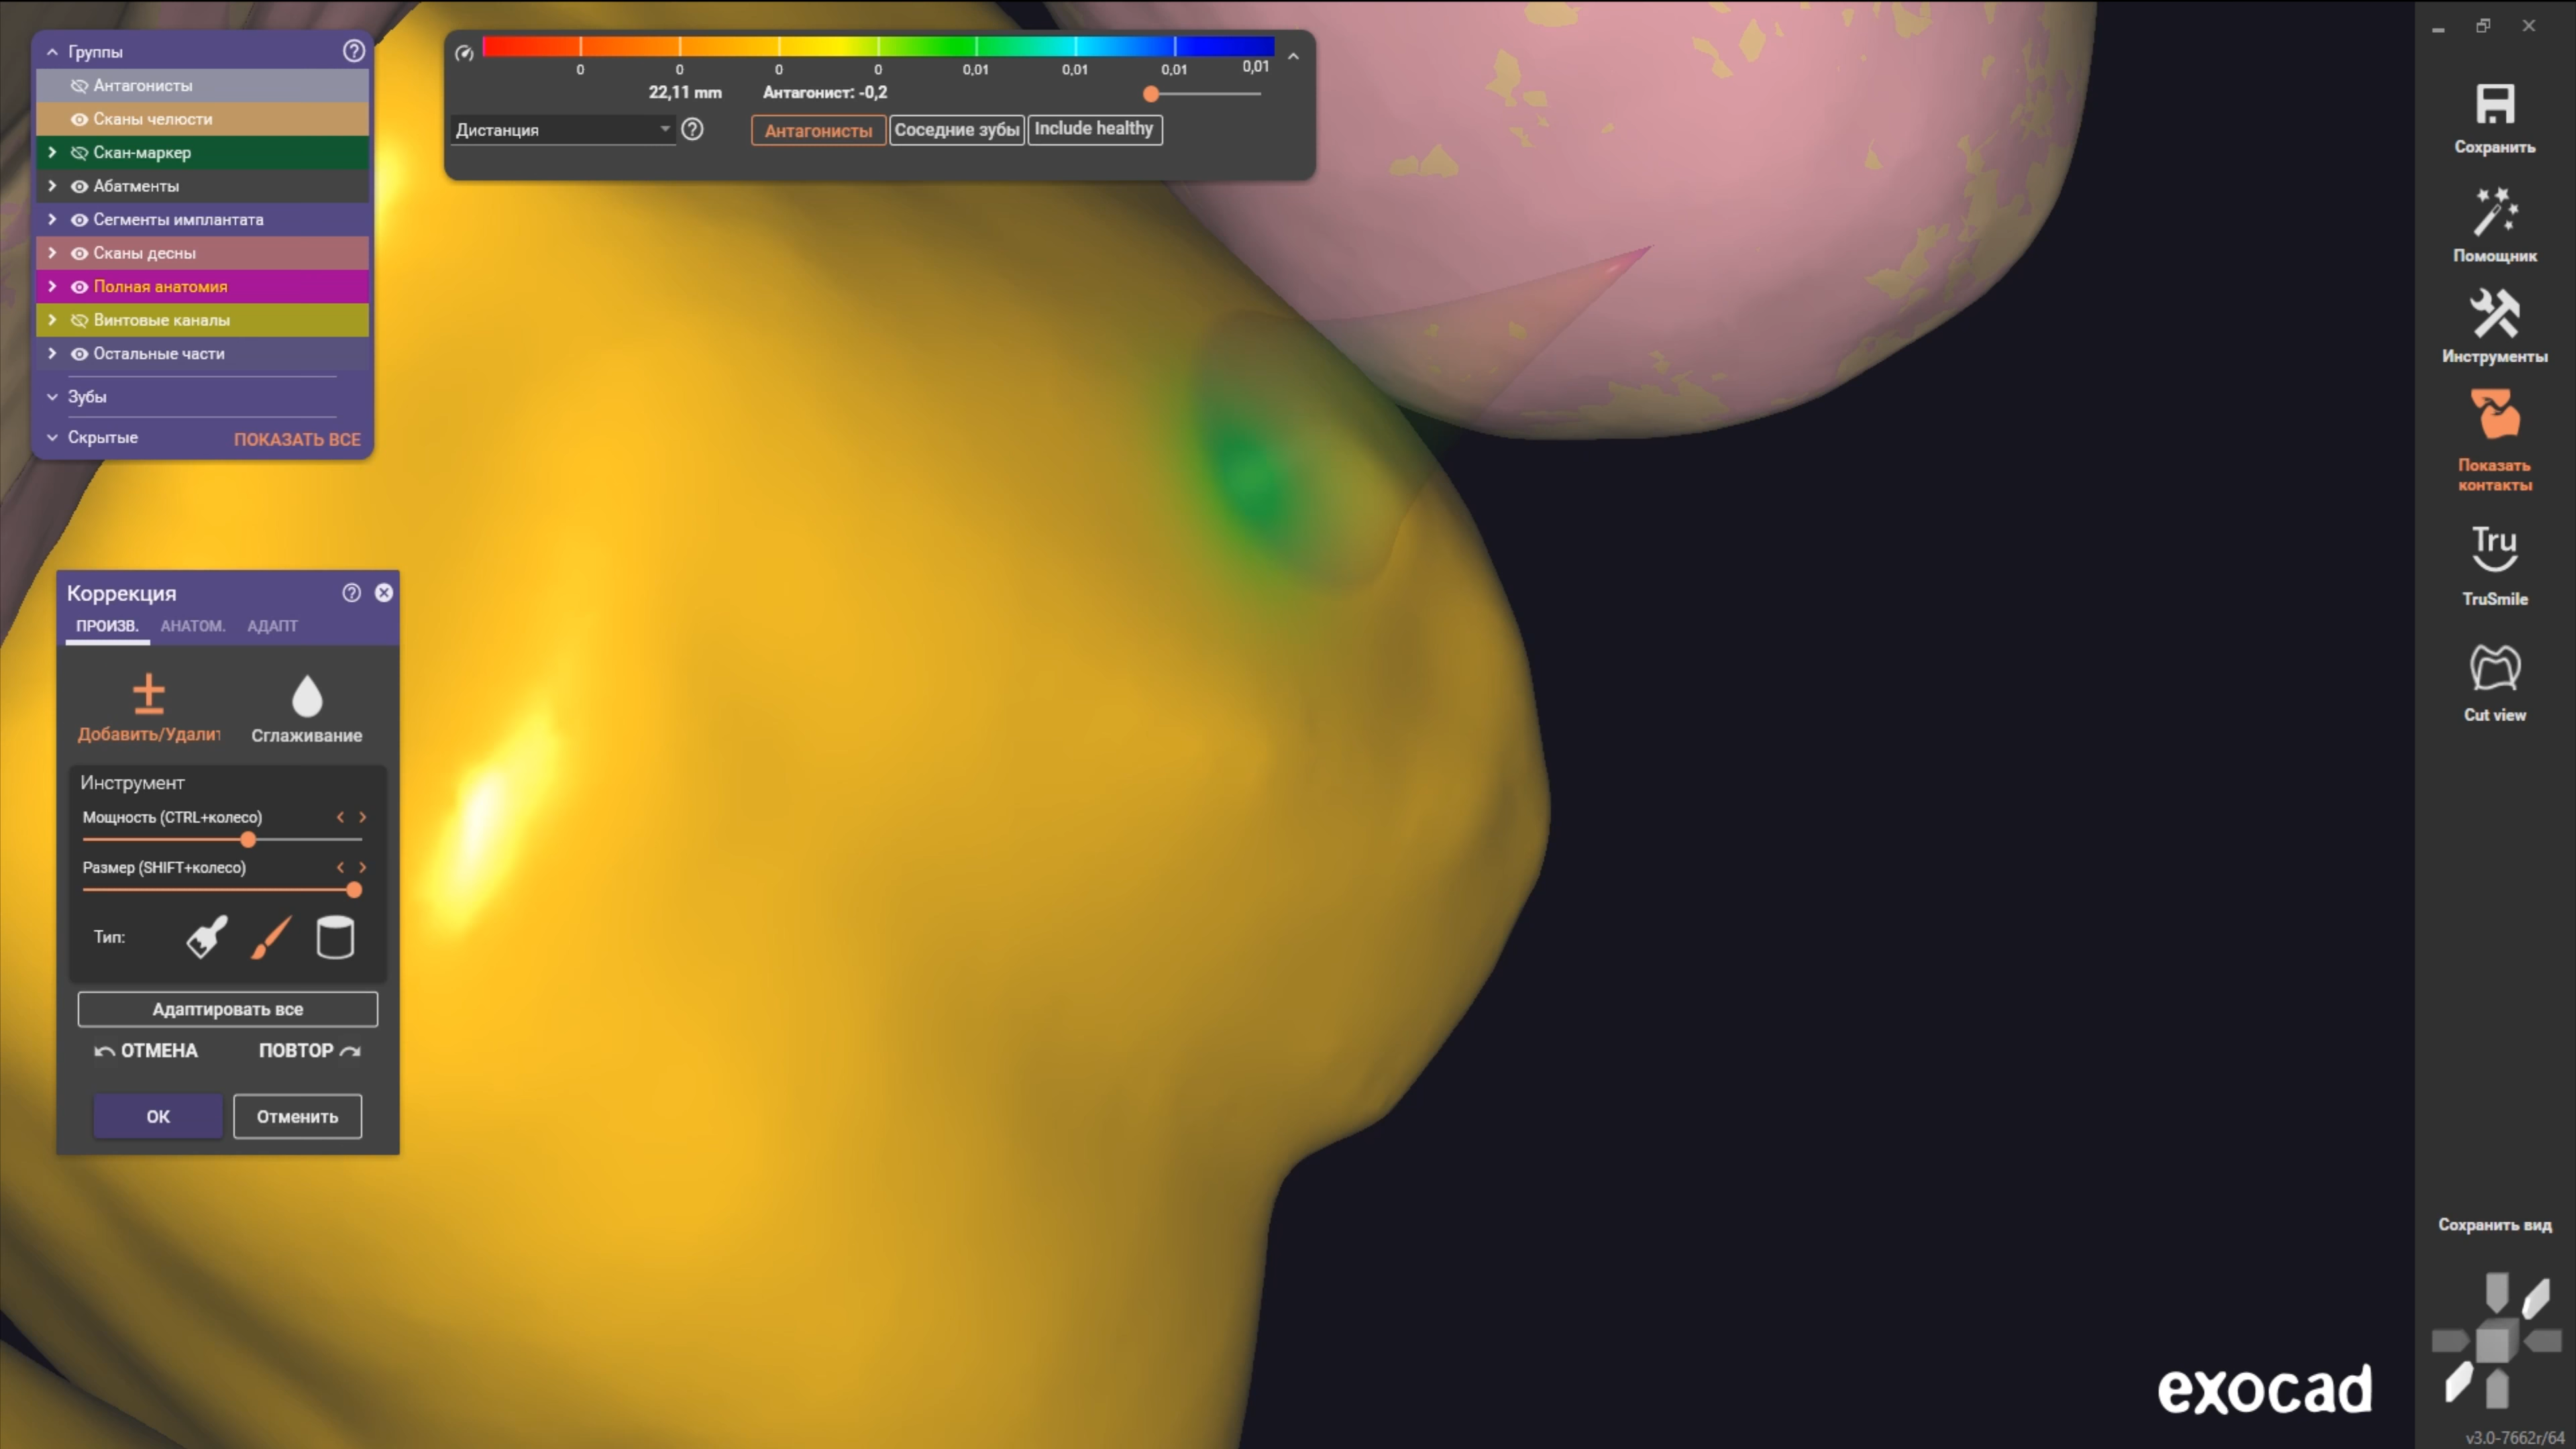 Группы
Антагонисты
Сканы челюсти
Скан-маркер
Абатменты
Сегменты имплантата
Сканы десны
Полная анатомия
Винтовые каналы
Остальные части
Зубы
Скрытые ПОКАЗАТЬ ВСЕ
0 0 0 0 0,01 0,01 0,01 0,01
22,11 mm Антагонист: -0,2
Дистанция Антагонисты Соседние зубы Include healthy
Коррекция
ПРОИЗВ. АНАТОМ. АДАПТ
Добавить/Удалит Сглаживание
Инструмент
Мощность (CTRL+колесо)
Размер (SHIFT+колесо)
Тип:
Адаптировать все
ОТМЕНА ПОВТОР
ОК Отменить
Сохранить
Помощник
Инструменты
Показать
контакты
Tru
TruSmile
Cut view
Сохранить вид
exocad
v3.0-7662r/64